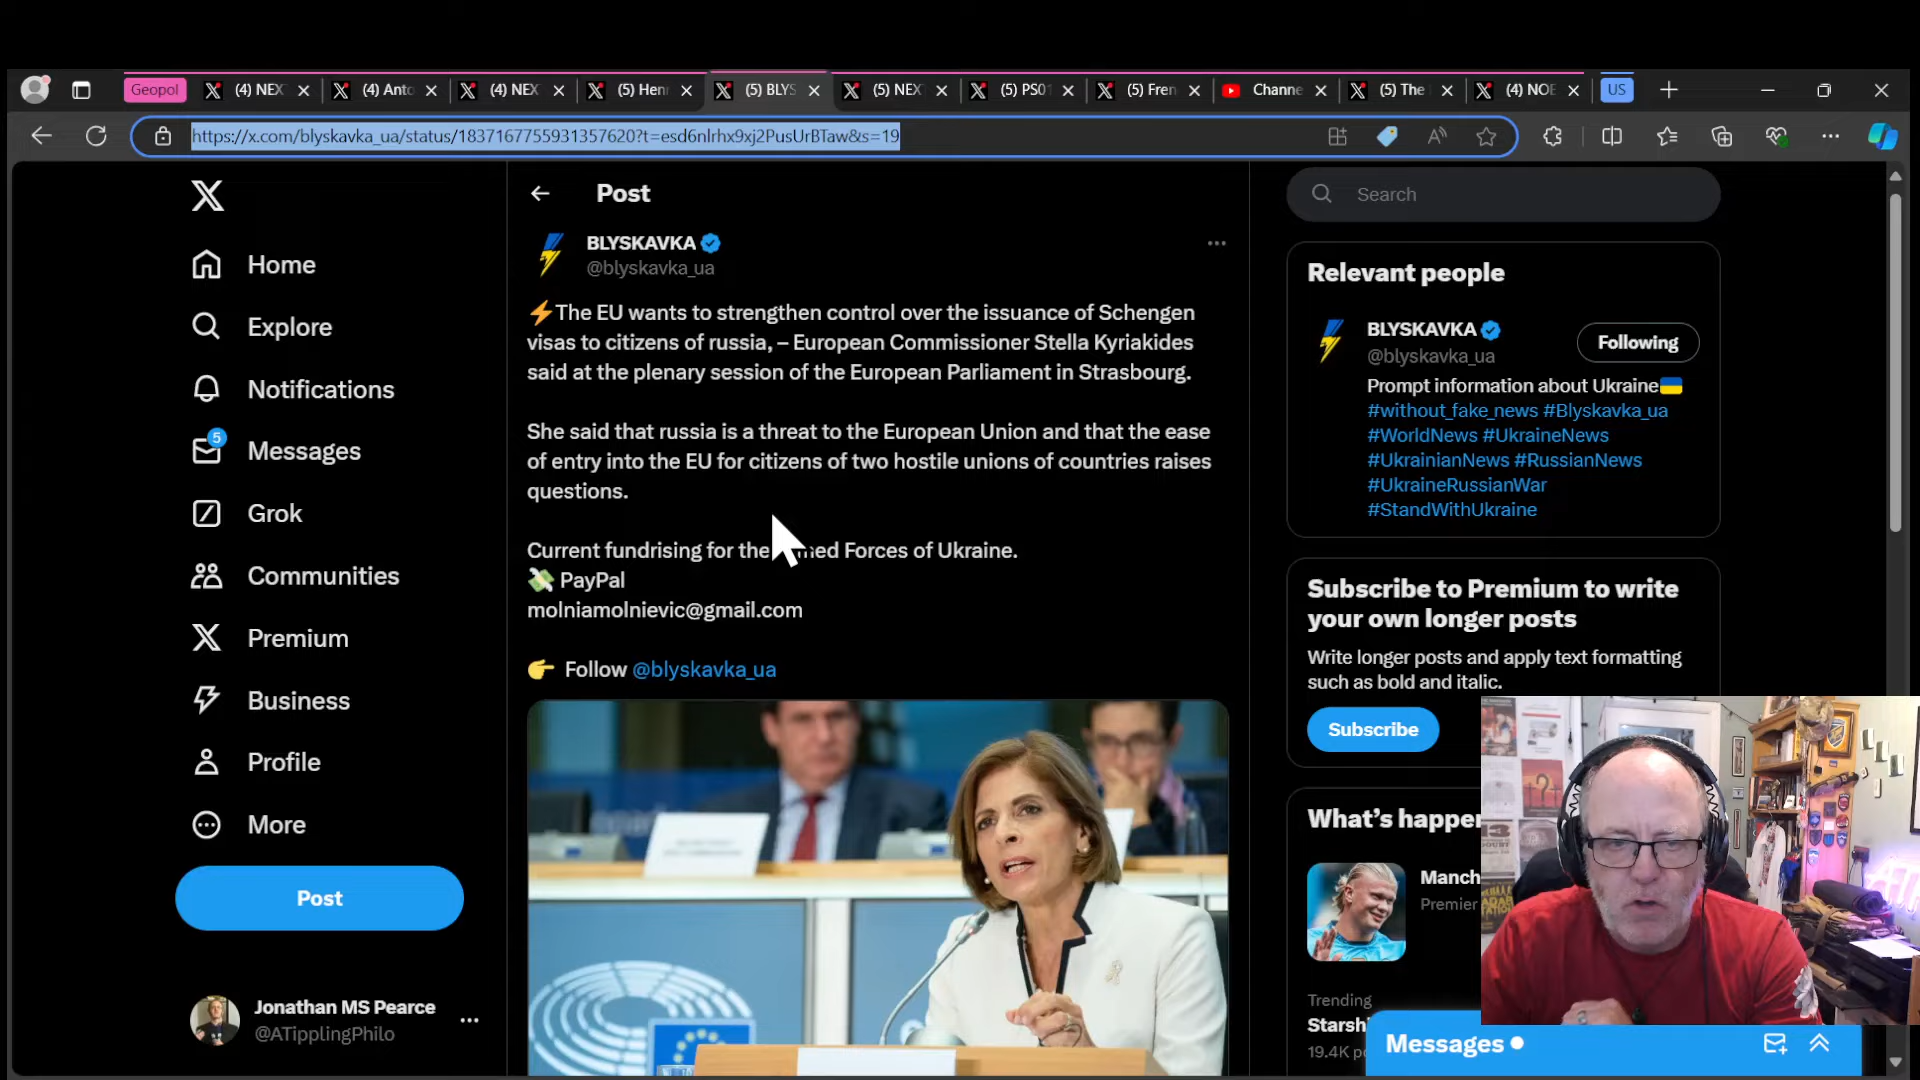 Geopol
(4) NEX
(4) Anto
(4) NEX
(5) Henr
(5) BLYS
(5) NEX
(5) PS01
(5) Fren
Channe
(5) The
(4) NOE
US
https://x.com/blyskavka_ua/status/1837167755931357620?t=esd6nlrhx9xj2PusUrBTaw&s=19
Home
Explore
Notifications
5
Messages
Grok
Communities
Premium
Business
Profile
More
Post
Jonathan MS Pearce
@ATipplingPhilo
Post
BLYSKAVKA
@blyskavka_ua
⚡The EU wants to strengthen control over the issuance of Schengen
visas to citizens of russia, – European Commissioner Stella Kyriakides
said at the plenary session of the European Parliament in Strasbourg.
She said that russia is a threat to the European Union and that the ease
of entry into the EU for citizens of two hostile unions of countries raises
questions.
Current fundrising for the med Forces of Ukraine.
💸 PayPal
molniamolnievic@gmail.com
👉 Follow @blyskavka_ua
Search
Relevant people
BLYSKAVKA
@blyskavka_ua
Following
Prompt information about Ukraine🇺🇦
#without_fake_news #Blyskavka_ua
#WorldNews #UkraineNews
#UkrainianNews #RussianNews
#UkraineRussianWar
#StandWithUkraine
Subscribe to Premium to write
your own longer posts
Write longer posts and apply text formatting
such as bold and italic.
Subscribe
What's happen
Manch
Premier
Trending
Starshi
19.4K po
Messages